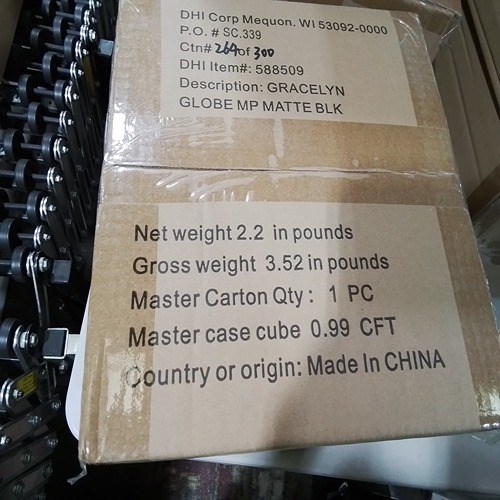 DHI Corp Mequon. WI 53092-0000
P.O. # SC.339
Ctn# 264 of 300
DHI Item#: 588509
Description: GRACELYN
GLOBE MP MATTE BLK
Net weight 2.2 in pounds
Gross weight 3.52 in pounds
Master Carton Qty : 1 PC
Master case cube 0.99 CFT
Country or origin: Made In CHINA